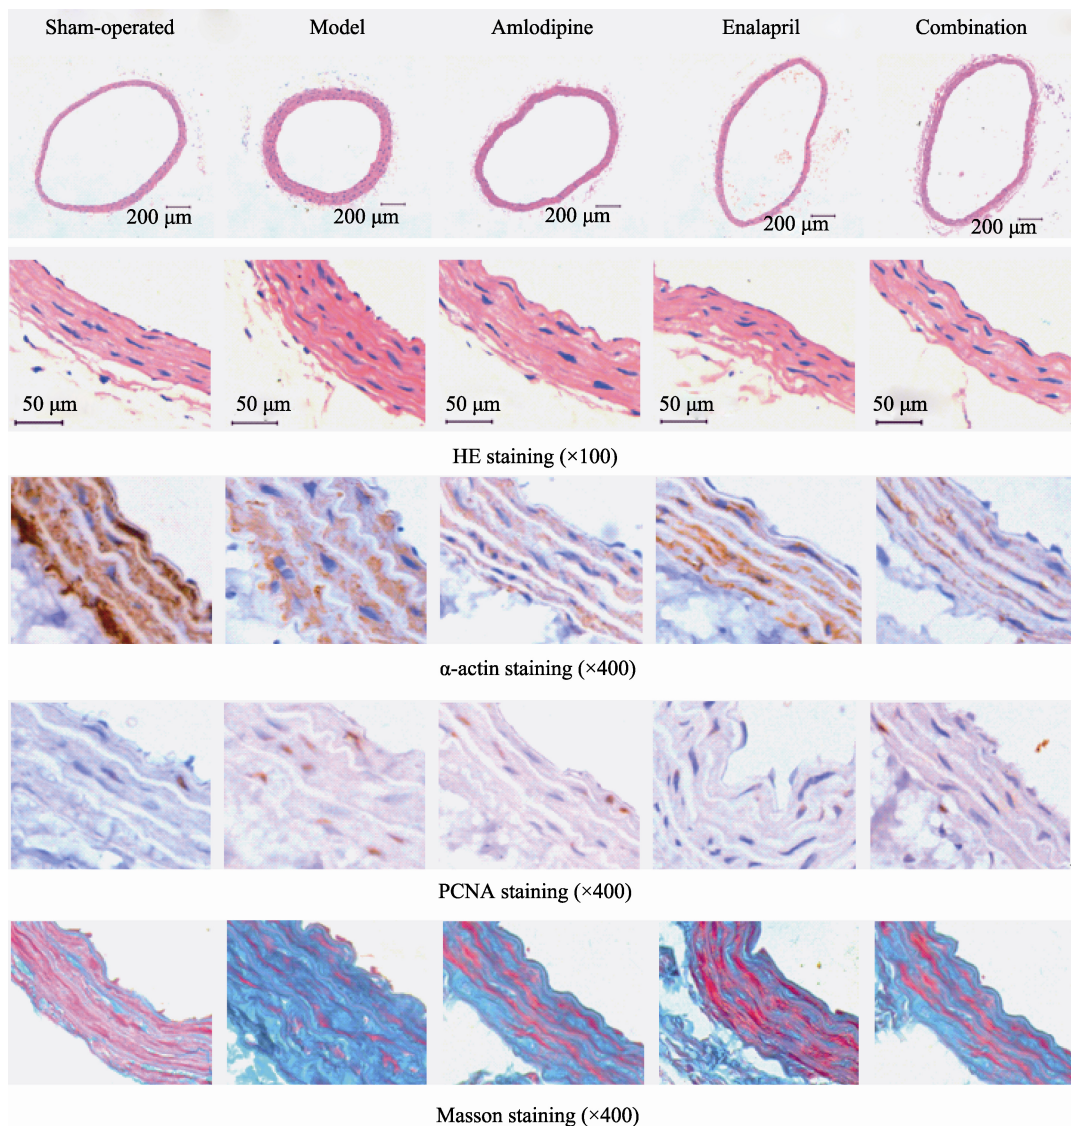 Sham-operated Model Amlodipine Enalapril Combination
200 μm 200 μm 200 μm 200 μm 200 μm
50 μm 50 μm 50 μm 50 μm 50 μm
HE staining (×100)
α-actin staining (×400)
PCNA staining (×400)
Masson staining (×400)